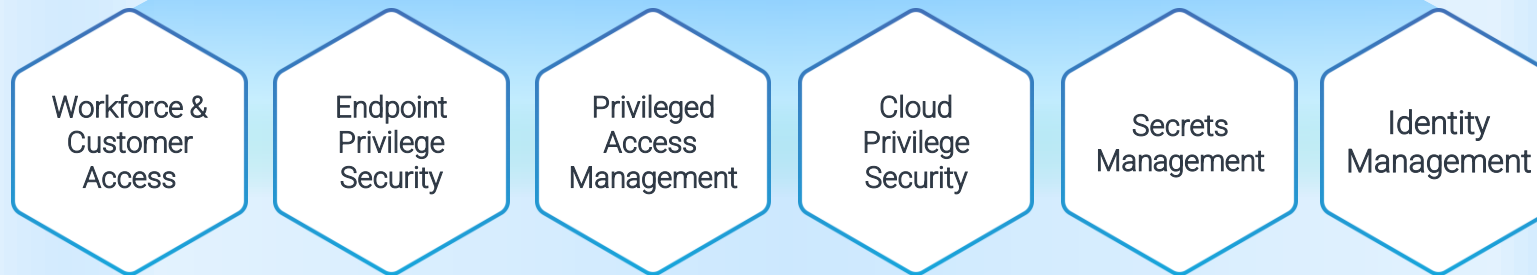 Workforce &
Customer
Access
Endpoint
Privilege
Security
Privileged
Access
Management
Cloud
Privilege
Security
Secrets
Management
Identity
Management